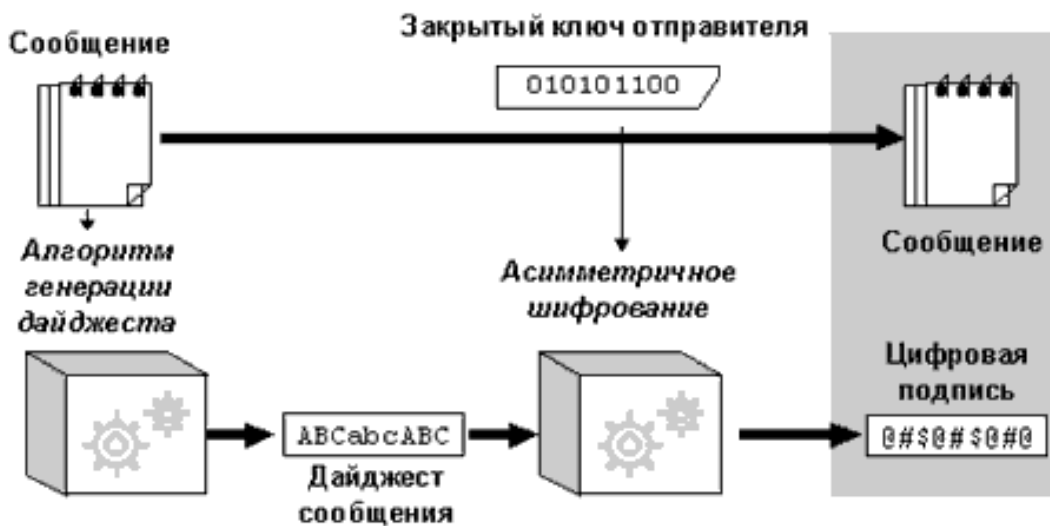 Сообщение
Закрытый ключ отправителя
010101100
Сообщение
Алгоритм
генерации
дайджеста
Асимметричное
шифрование
Цифровая
подпись
ABCabcABC
@#$@#$@#@
Дайджест
сообщения